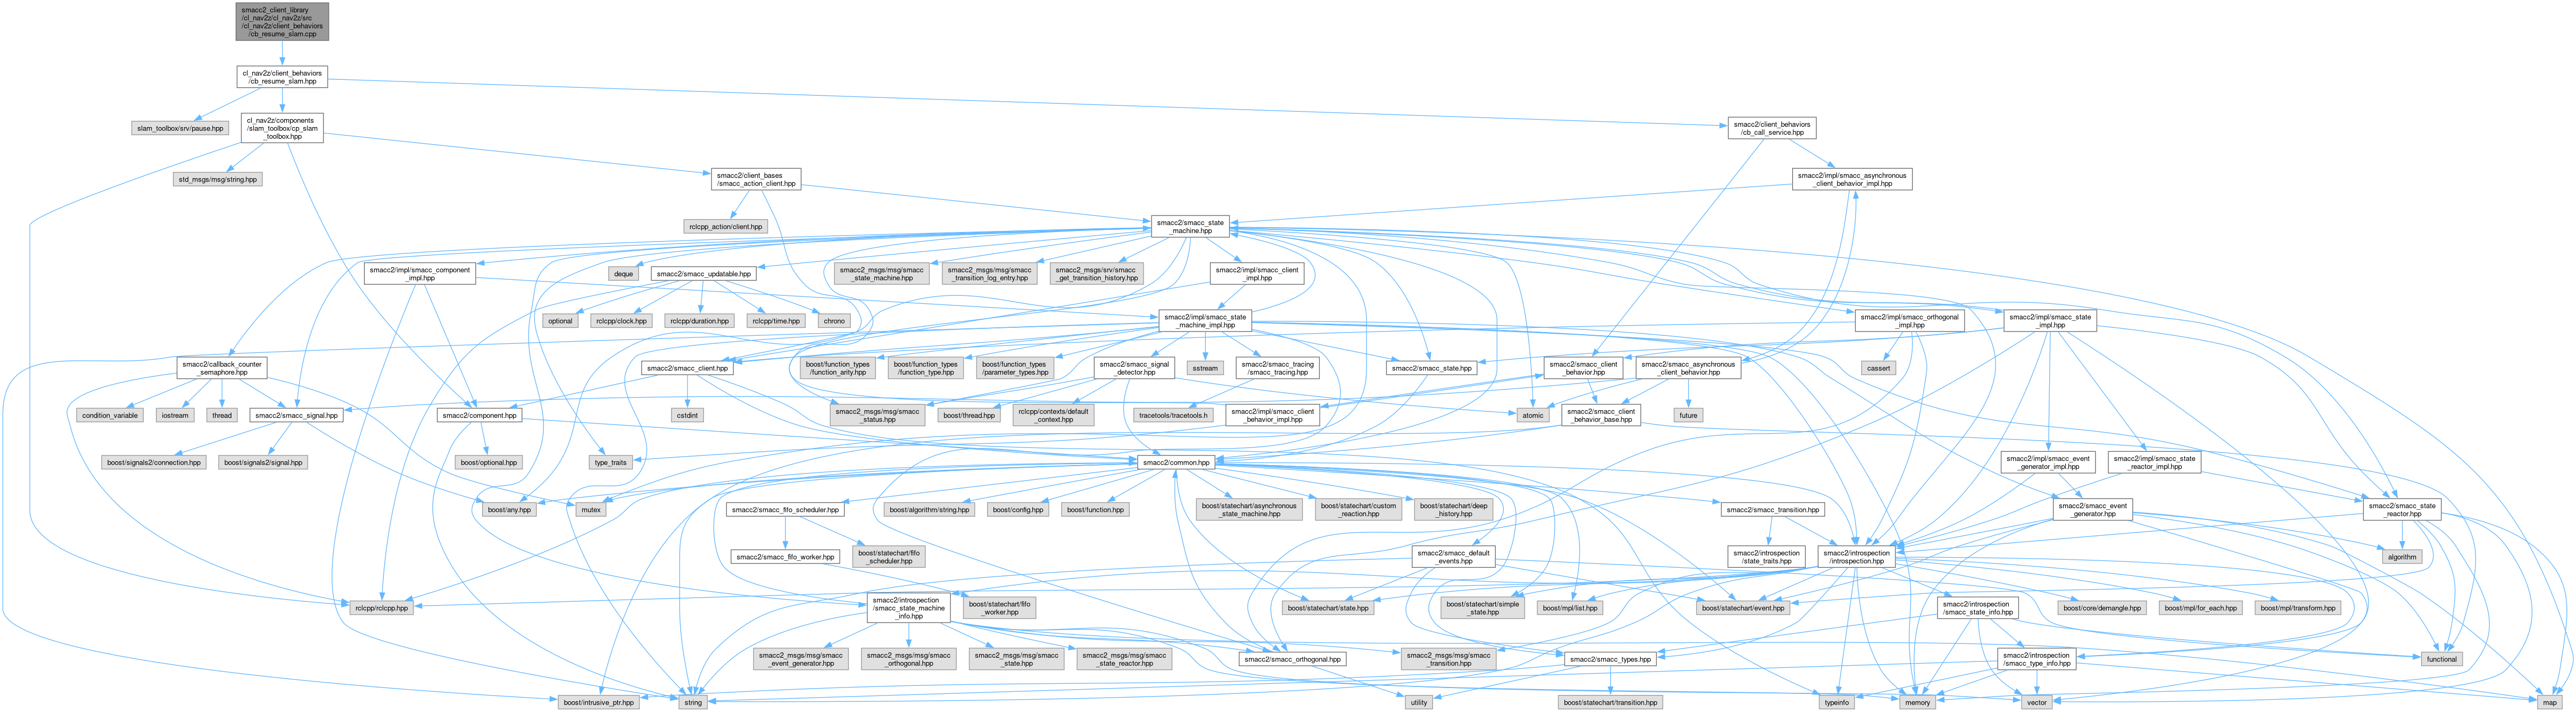 smacc2_client_library
/cl_nav2z/cl_nav2z/src
/cl_nav2z/client_behaviors
/cb_resume_slam.cpp
cl_nav2z/client_behaviors
/cb_resume_slam.hpp
slam_toolbox/srv/pause.hpp
cl_nav2z/components
/slam_toolbox/cp_slam
_toolbox.hpp
smacc2/client_behaviors
/cb_call_service.hpp
std_msgs/msg/string.hpp
smacc2/client_bases
/smacc_action_client.hpp
smacc2/impl/smacc_asynchronous
_client_behavior_impl.hpp
rclcpp_action/client.hpp
smacc2/smacc_state
_machine.hpp
smacc2/impl/smacc_component
_impl.hpp
deque
smacc2/smacc_updatable.hpp
smacc2_msgs/msg/smacc
_state_machine.hpp
smacc2_msgs/msg/smacc
_transition_log_entry.hpp
smacc2_msgs/srv/smacc
_get_transition_history.hpp
smacc2/impl/smacc_client
_impl.hpp
optional
rclcpp/clock.hpp
rclcpp/duration.hpp
rclcpp/time.hpp
chrono
smacc2/impl/smacc_state
_machine_impl.hpp
smacc2/impl/smacc_orthogonal
_impl.hpp
smacc2/impl/smacc_state
_impl.hpp
smacc2/callback_counter
_semaphore.hpp
smacc2/smacc_client.hpp
boost/function_types
/function_arity.hpp
boost/function_types
/function_type.hpp
boost/function_types
/parameter_types.hpp
smacc2/smacc_signal
_detector.hpp
sstream
smacc2/smacc_tracing
/smacc_tracing.hpp
smacc2/smacc_state.hpp
smacc2/smacc_client
_behavior.hpp
smacc2/smacc_asynchronous
_client_behavior.hpp
cassert
condition_variable
iostream
thread
smacc2/smacc_signal.hpp
smacc2/component.hpp
cstdint
smacc2_msgs/msg/smacc
_status.hpp
boost/thread.hpp
rclcpp/contexts/default
_context.hpp
tracetools/tracetools.h
smacc2/impl/smacc_client
_behavior_impl.hpp
atomic
smacc2/smacc_client
_behavior_base.hpp
future
boost/signals2/connection.hpp
boost/signals2/signal.hpp
boost/optional.hpp
type_traits
smacc2/common.hpp
smacc2/impl/smacc_event
_generator_impl.hpp
smacc2/impl/smacc_state
_reactor_impl.hpp
boost/any.hpp
mutex
smacc2/smacc_fifo_scheduler.hpp
boost/algorithm/string.hpp
boost/config.hpp
boost/function.hpp
boost/statechart/asynchronous
_state_machine.hpp
boost/statechart/custom
_reaction.hpp
boost/statechart/deep
_history.hpp
smacc2/smacc_transition.hpp
smacc2/smacc_event
_generator.hpp
smacc2/smacc_state
_reactor.hpp
smacc2/smacc_fifo_worker.hpp
boost/statechart/fifo
_scheduler.hpp
smacc2/smacc_default
_events.hpp
smacc2/introspection
/state_traits.hpp
smacc2/introspection
/introspection.hpp
algorithm
rclcpp/rclcpp.hpp
smacc2/introspection
/smacc_state_machine
_info.hpp
boost/statechart/fifo
_worker.hpp
boost/statechart/state.hpp
boost/statechart/simple
_state.hpp
boost/mpl/list.hpp
boost/statechart/event.hpp
smacc2/introspection
/smacc_state_info.hpp
boost/core/demangle.hpp
boost/mpl/for_each.hpp
boost/mpl/transform.hpp
smacc2_msgs/msg/smacc
_event_generator.hpp
smacc2_msgs/msg/smacc
_orthogonal.hpp
smacc2_msgs/msg/smacc
_state.hpp
smacc2_msgs/msg/smacc
_state_reactor.hpp
smacc2/smacc_orthogonal.hpp
smacc2_msgs/msg/smacc
_transition.hpp
smacc2/smacc_types.hpp
smacc2/introspection
/smacc_type_info.hpp
functional
boost/intrusive_ptr.hpp
string
utility
boost/statechart/transition.hpp
typeinfo
memory
vector
map